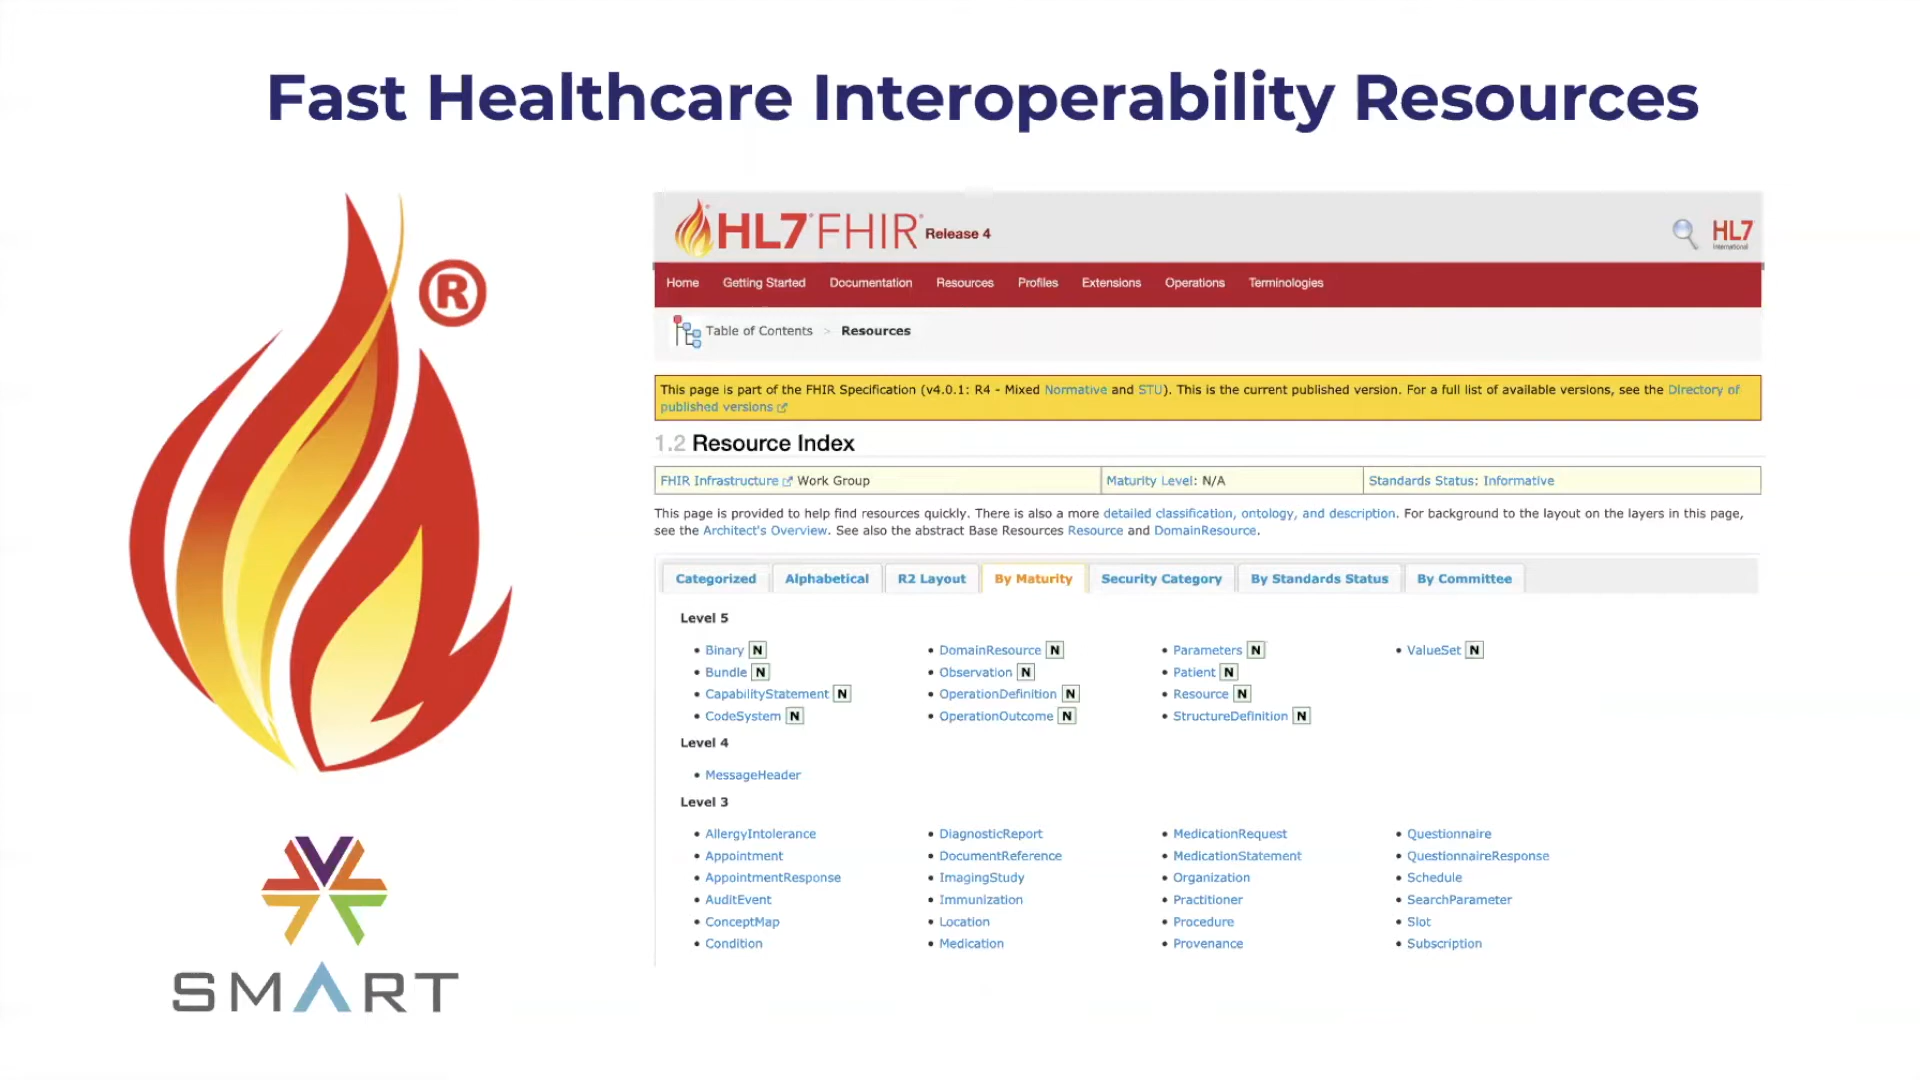 Fast Healthcare Interoperability Resources
®
HL7® FHIR® Release 4
HL7
International
Home Getting Started Documentation Resources Profiles Extensions Operations Terminologies
Table of Contents > Resources
This page is part of the FHIR Specification (v4.0.1: R4 - Mixed Normative and STU). This is the current published version. For a full list of available versions, see the Directory of
published versions
1.2 Resource Index
FHIR Infrastructure Work Group Maturity Level: N/A Standards Status: Informative
This page is provided to help find resources quickly. There is also a more detailed classification, ontology, and description. For background to the layout on the layers in this page,
see the Architect's Overview. See also the abstract Base Resources Resource and DomainResource.
Categorized Alphabetical R2 Layout By Maturity Security Category By Standards Status By Committee
Level 5
• Binary N • DomainResource N • Parameters N • ValueSet N
• Bundle N • Observation N • Patient N
• CapabilityStatement N • OperationDefinition N • Resource N
• CodeSystem N • OperationOutcome N • StructureDefinition N
Level 4
• MessageHeader
Level 3
• AllergyIntolerance • DiagnosticReport • MedicationRequest • Questionnaire
• Appointment • DocumentReference • MedicationStatement • QuestionnaireResponse
• AppointmentResponse • ImagingStudy • Organization • Schedule
• AuditEvent • Immunization • Practitioner • SearchParameter
• ConceptMap • Location • Procedure • Slot
• Condition • Medication • Provenance • Subscription
SMART